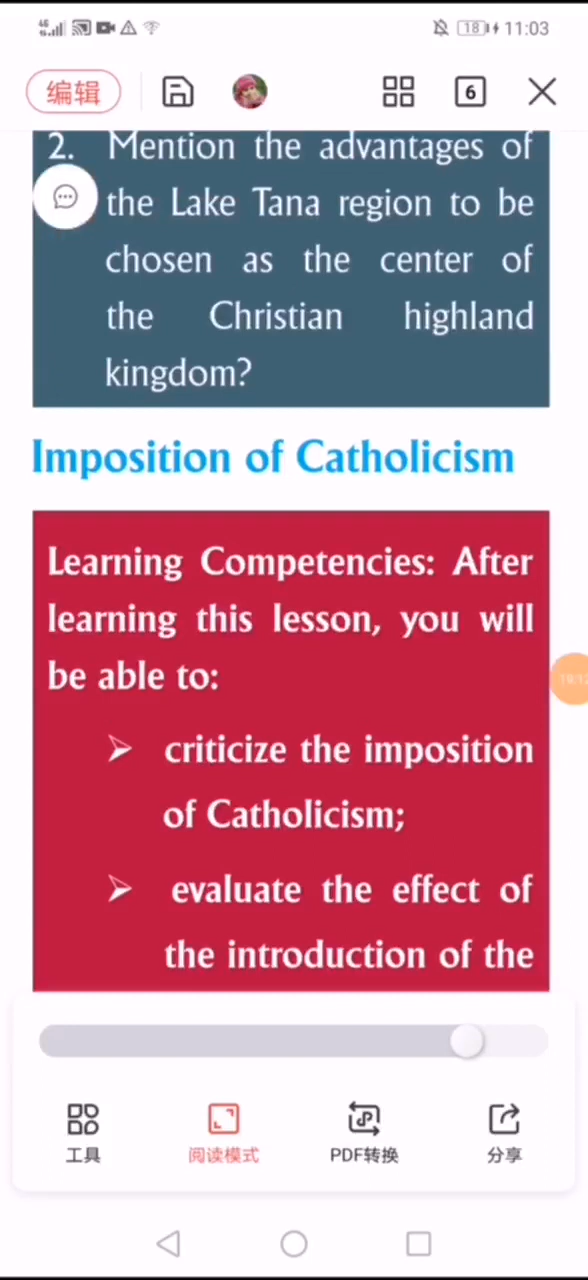 11:03
18
编辑
6
2. Mention the advantages of
the Lake Tana region to be
chosen as the center of
the Christian highland
kingdom?
Imposition of Catholicism
Learning Competencies: After
learning this lesson, you will
be able to:
➢ criticize the imposition
of Catholicism;
➢ evaluate the effect of
the introduction of the
工具
阅读模式
PDF转换
分享